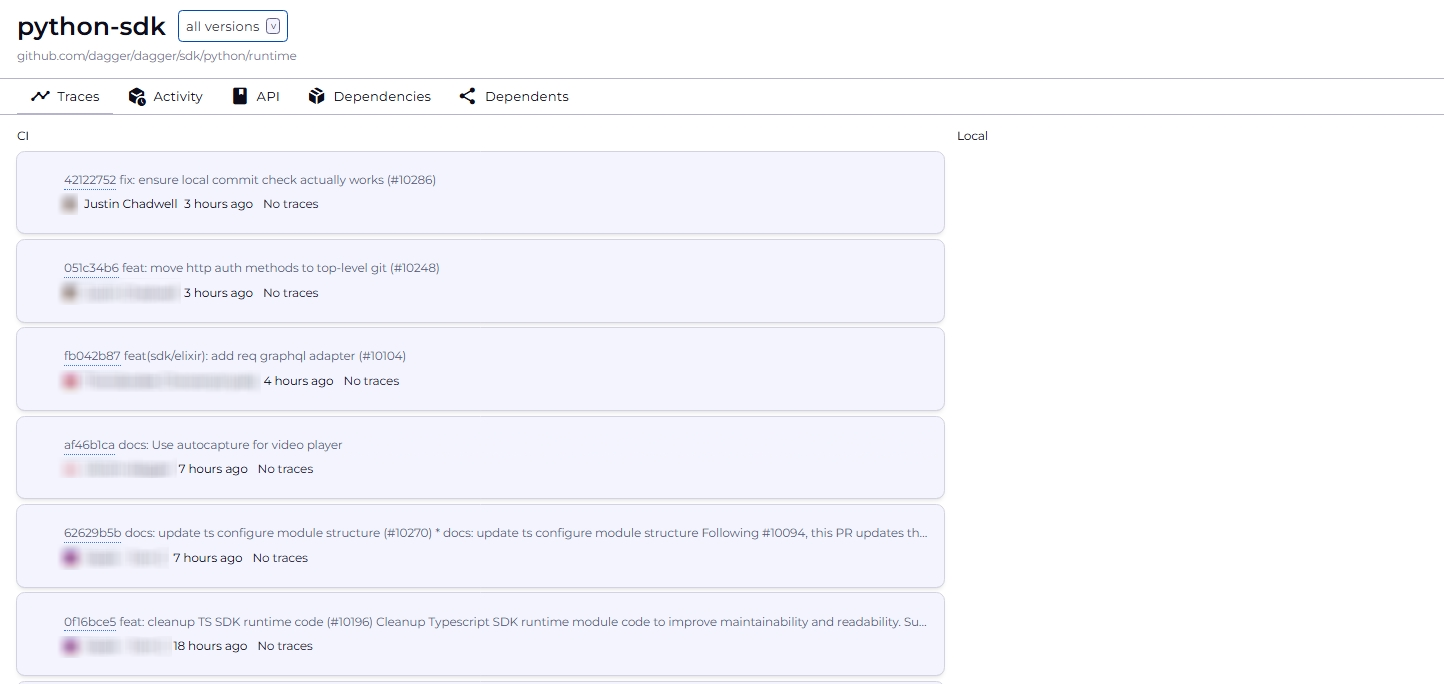 python-sdk all versions v
github.com/dagger/dagger/sdk/python/runtime
Traces Activity API Dependencies Dependents
CI
Local
42122752 fix: ensure local commit check actually works (#10286)
Justin Chadwell 3 hours ago No traces
051c34b6 feat: move http auth methods to top-level git (#10248)
3 hours ago No traces
fb042b87 feat(sdk/elixir): add req graphql adapter (#10104)
4 hours ago No traces
af46b1ca docs: Use autocapture for video player
7 hours ago No traces
62629b5b docs: update ts configure module structure (#10270) * docs: update ts configure module structure Following #10094, this PR updates th...
7 hours ago No traces
0f16bce5 feat: cleanup TS SDK runtime code (#10196) Cleanup Typescript SDK runtime module code to improve maintainability and readability. Su...
18 hours ago No traces